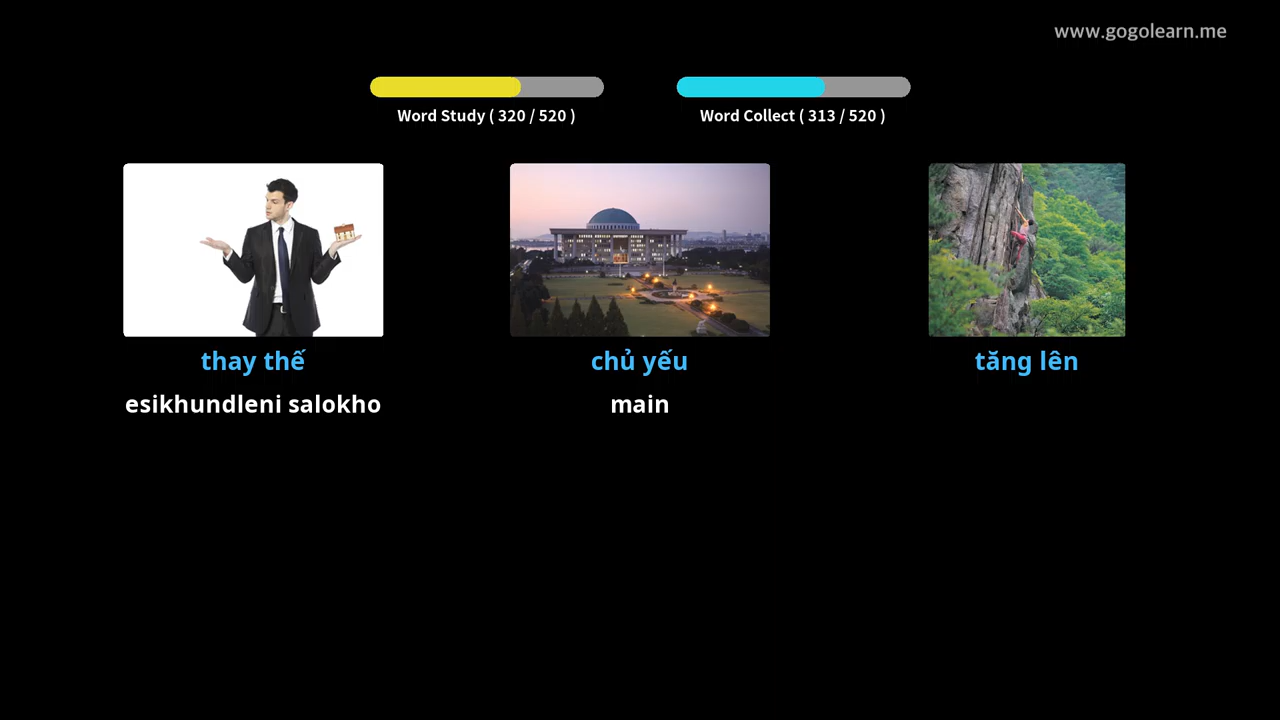 www.gogolearn.me
Word Study ( 320 / 520 )
Word Collect ( 313 / 520 )
thay thế
chủ yếu
tăng lên
esikhundleni salokho
main